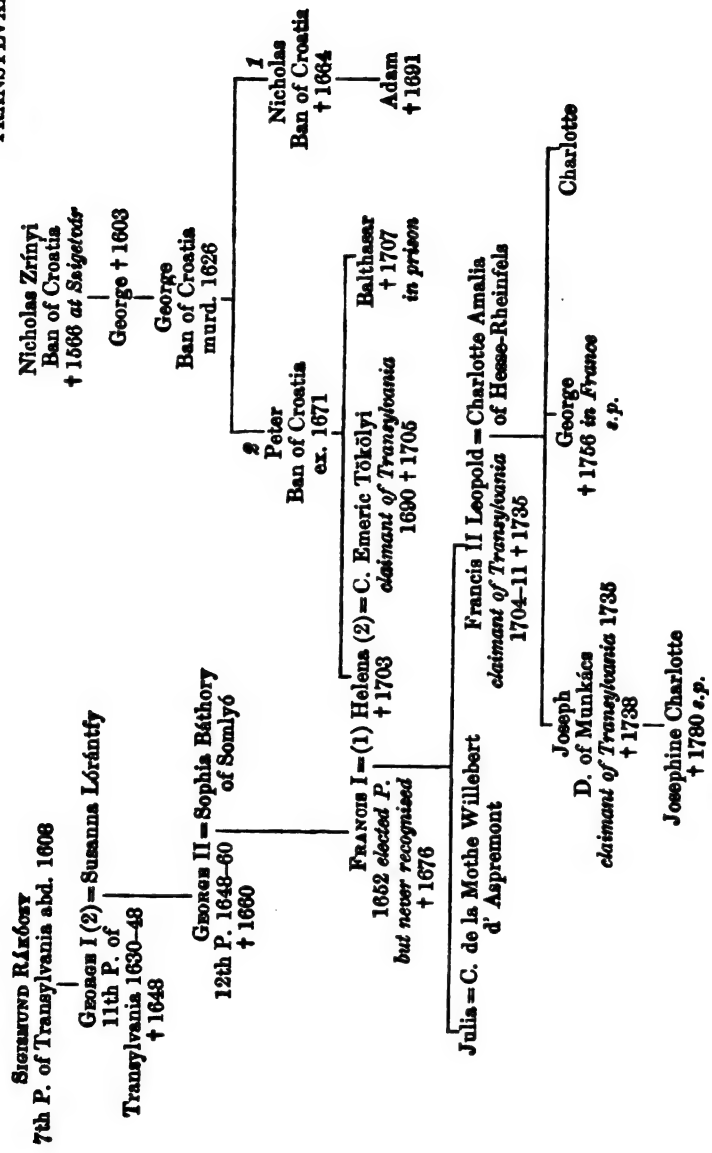 SIGISMUND RÁKÓCZY
7th P. of Transylvania abd. 1608
GEORGE I (2)=Susanna Lórántfy
11th P. of
Transylvania 1630-48
† 1648
GEORGE II=Sophia Báthory
12th P. 1648-60 of Somlyó
† 1660
Nicholas Zrínyi
Ban of Croatia
† 1566 at Szigetvár
George † 1603
George
Ban of Croatia
murd. 1626
2
Peter
Ban of Croatia
ex. 1671
1
Nicholas
Ban of Croatia
† 1664
Adam
† 1691
FRANCIS I=(1) Helena (2)=C. Emeric Tökölyi
1652 elected P. † 1703 claimant of Transylvania
but never recognised 1690 † 1705
† 1676
Balthasar
† 1707
in prison
Julia=C. de la Mothe Willebert
d' Aspremont
Francis II Leopold=Charlotte Amalia
claimant of Transylvania of Hesse-Rheinfels
1704-11 † 1735
Joseph
D. of Munkács
claimant of Transylvania 1735
† 1738
George
† 1756 in France
s.p.
Charlotte
Josephine Charlotte
† 1780 s.p.